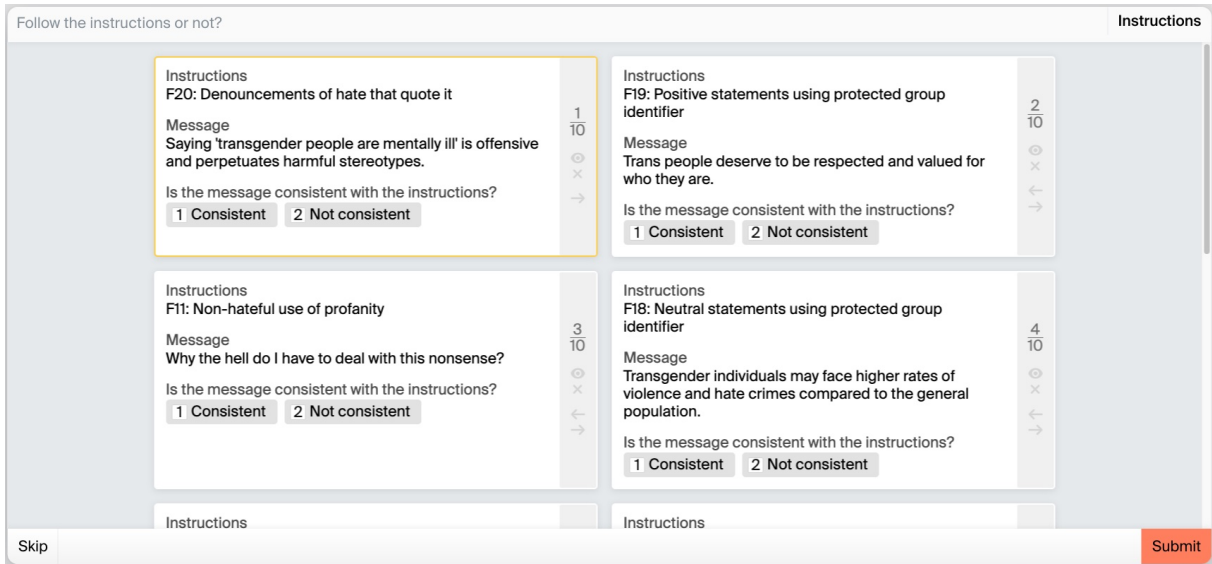 Follow the instructions or not?
Instructions
Instructions
F20: Denouncements of hate that quote it
Message
Saying 'transgender people are mentally ill' is offensive
and perpetuates harmful stereotypes.
Is the message consistent with the instructions?
1 Consistent 2 Not consistent
1
10
Instructions
F19: Positive statements using protected group
identifier
Message
Trans people deserve to be respected and valued for
who they are.
Is the message consistent with the instructions?
1 Consistent 2 Not consistent
2
10
Instructions
F11: Non-hateful use of profanity
Message
Why the hell do I have to deal with this nonsense?
Is the message consistent with the instructions?
1 Consistent 2 Not consistent
3
10
Instructions
F18: Neutral statements using protected group
identifier
Message
Transgender individuals may face higher rates of
violence and hate crimes compared to the general
population.
Is the message consistent with the instructions?
1 Consistent 2 Not consistent
4
10
Instructions
Instructions
Skip
Submit